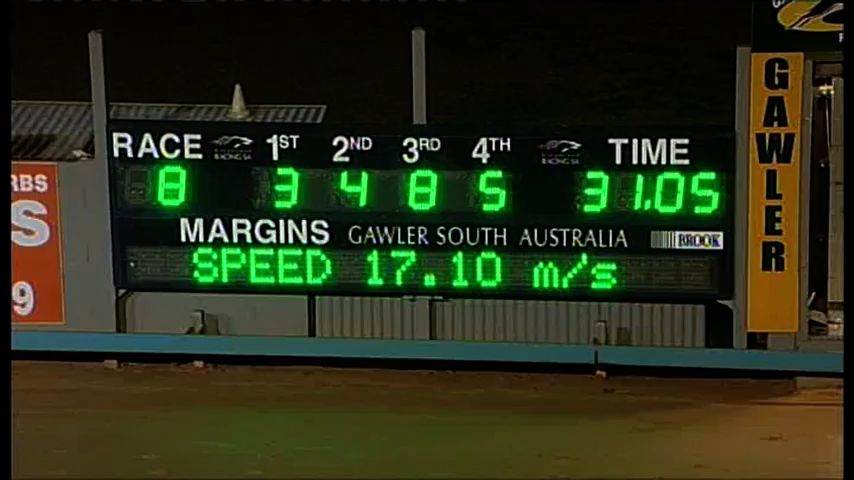 RACE 1ST 2ND 3RD 4TH TIME
8 3 4 8 5 31.05
MARGINS GAWLER SOUTH AUSTRALIA BROOK
SPEED 17.10 m/s
GAWLER
RBS
S
9